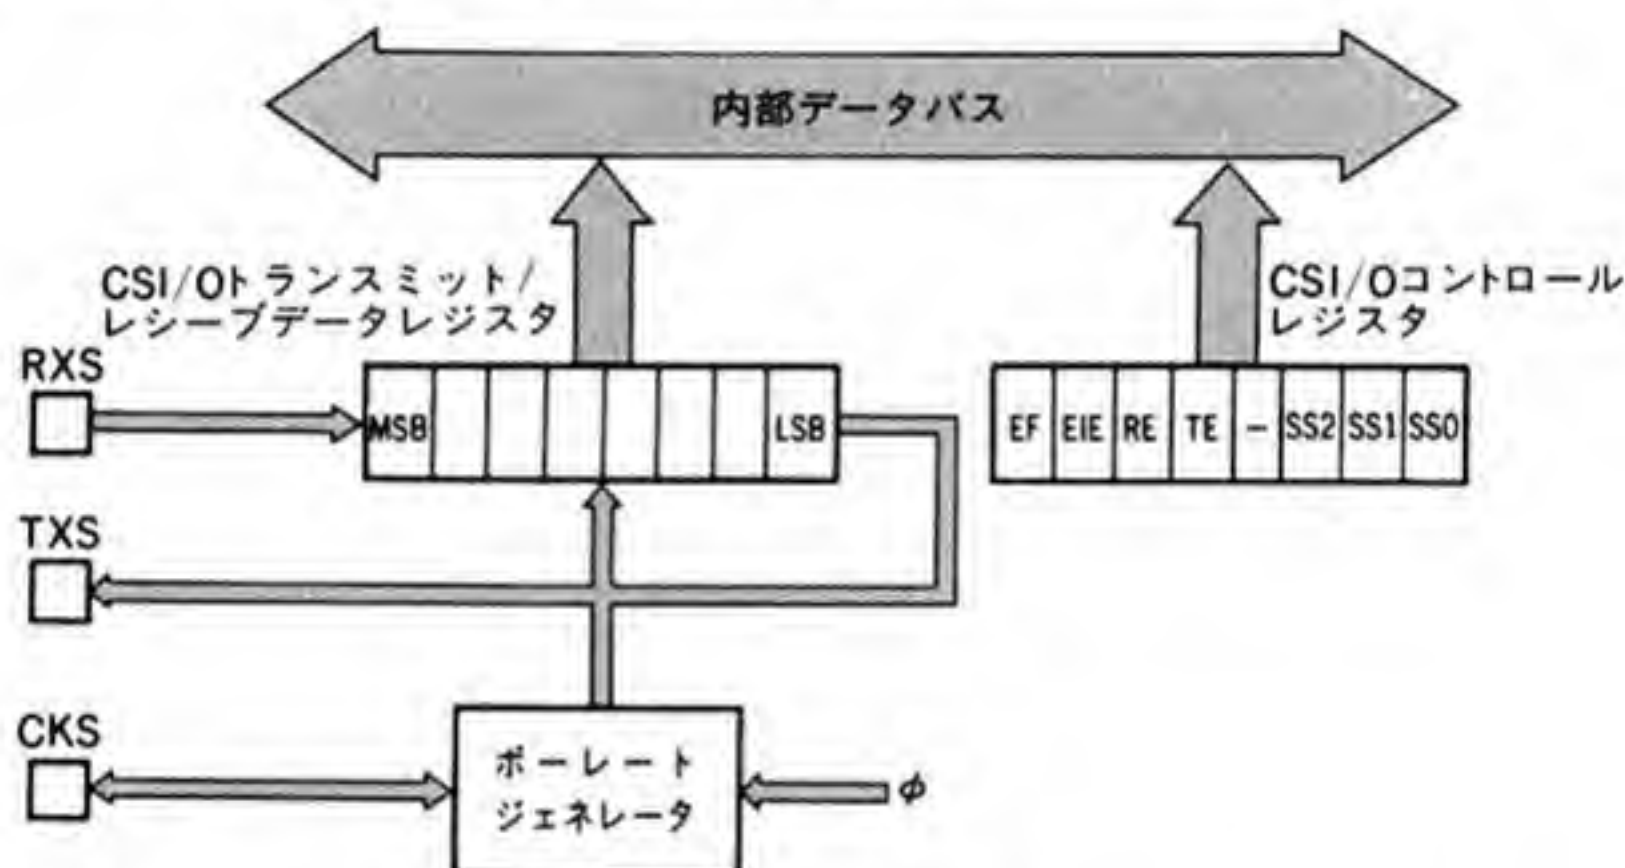 内部データバス
CSI/Oトランスミット/
レシーブデータレジスタ
CSI/Oコントロール
レジスタ
RXS
MSB
LSB
EF EIE RE TE - SS2 SS1 SS0
TXS
CKS
ボーレート
ジェネレータ
φ